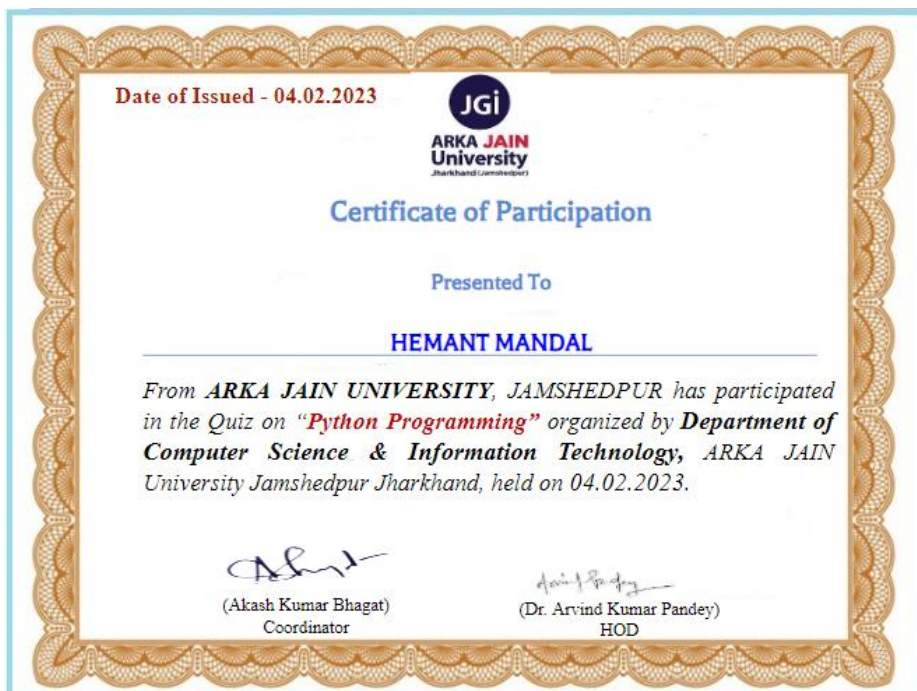 Date of Issued - 04.02.2023
JGi
ARKA JAIN
University
Jharkhand (Jamshedpur)
Certificate of Participation
Presented To
HEMANT MANDAL
From ARKA JAIN UNIVERSITY, JAMSHEDPUR has participated
in the Quiz on “Python Programming” organized by Department of
Computer Science & Information Technology, ARKA JAIN
University Jamshedpur Jharkhand, held on 04.02.2023.
(Akash Kumar Bhagat)
Coordinator
(Dr. Arvind Kumar Pandey)
HOD